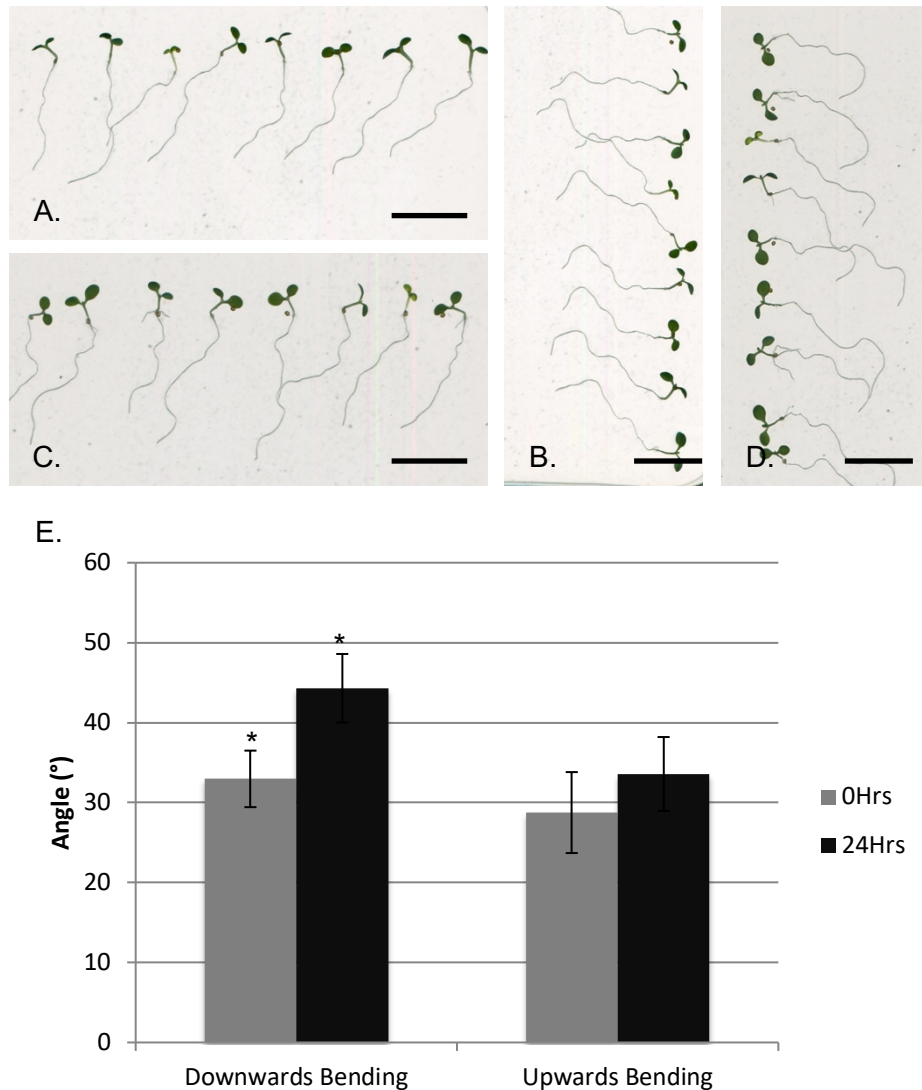 A.
C.
B.
D.
E.
60
50
40
30
20
10
0
Angle (°)
*
*
0Hrs
24Hrs
Downwards Bending
Upwards Bending